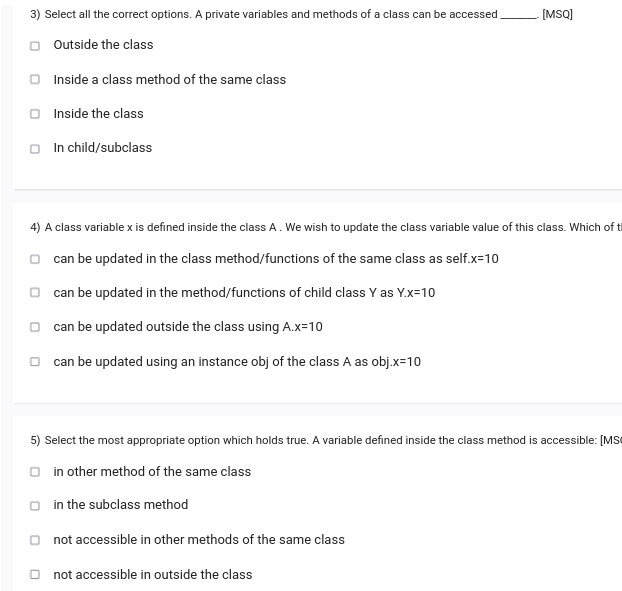 3) Select all the correct options. A private variables and methods of a class can be accessed _______. [MSQ]
Outside the class
Inside a class method of the same class
Inside the class
In child/subclass
4) A class variable x is defined inside the class A . We wish to update the class variable value of this class. Which of
can be updated in the class method/functions of the same class as self.x=10
can be updated in the method/functions of child class Y as Y.x=10
can be updated outside the class using A.x=10
can be updated using an instance obj of the class A as obj.x=10
5) Select the most appropriate option which holds true. A variable defined inside the class method is accessible: [MS
in other method of the same class
in the subclass method
not accessible in other methods of the same class
not accessible in outside the class